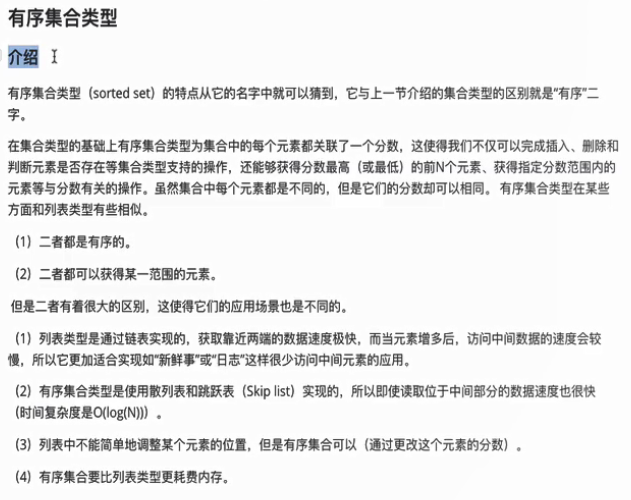 有序集合类型
介绍
有序集合类型（sorted set）的特点从它的名字中就可以猜到，它与上一节介绍的集合类型的区别就是“有序”二
字。
在集合类型的基础上有序集合类型为集合中的每个元素都关联了一个分数，这使得我们不仅可以完成插入、删除和
判断元素是否存在等集合类型支持的操作，还能够获得分数最高（或最低）的前N个元素、获得指定分数范围内的
元素等与分数有关的操作。虽然集合中每个元素都是不同的，但是它们的分数却可以相同。 有序集合类型在某些
方面和列表类型有些相似。
（1）二者都是有序的。
（2）二者都可以获得某一范围的元素。
但是二者有着很大的区别，这使得它们的应用场景也是不同的。
（1）列表类型是通过链表实现的，获取靠近两端的数据速度极快，而当元素增多后，访问中间数据的速度会较
慢，所以它更加适合实现如“新鲜事”或“日志”这样很少访问中间元素的应用。
（2）有序集合类型是使用散列表和跳跃表（Skip list）实现的，所以即使读取位于中间部分的数据速度也很快
（时间复杂度是O(log(N))）。
（3）列表中不能简单地调整某个元素的位置，但是有序集合可以（通过更改这个元素的分数）。
（4）有序集合要比列表类型更耗费内存。